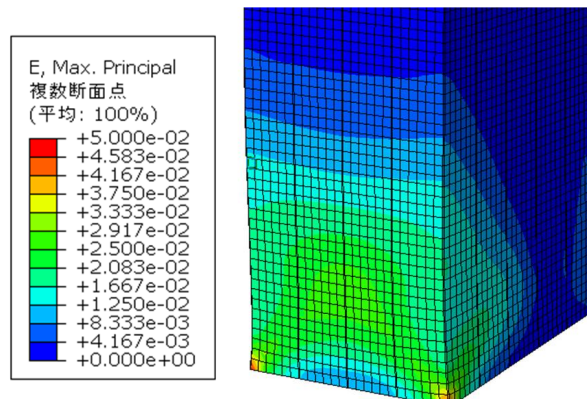 E, Max. Principal
複数断面点
(平均: 100%)
+5.000e-02
+4.583e-02
+4.167e-02
+3.750e-02
+3.333e-02
+2.917e-02
+2.500e-02
+2.083e-02
+1.667e-02
+1.250e-02
+8.333e-03
+4.167e-03
+0.000e+00